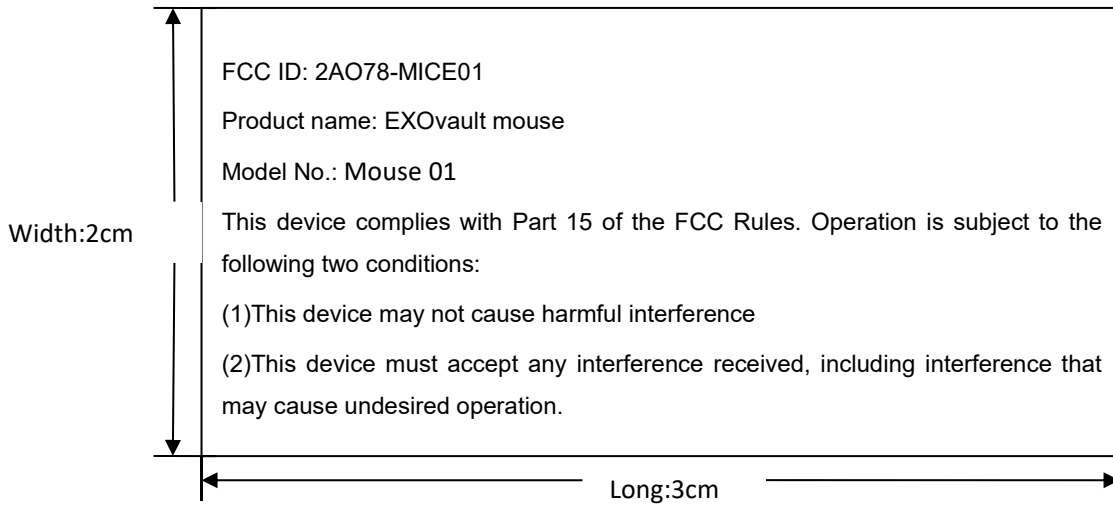 FCC ID: 2AO78-MICE01
Product name: EXOvault mouse
Model No.: Mouse 01
This device complies with Part 15 of the FCC Rules. Operation is subject to the
following two conditions:
(1)This device may not cause harmful interference
(2)This device must accept any interference received, including interference that
may cause undesired operation.
Width:2cm
Long:3cm